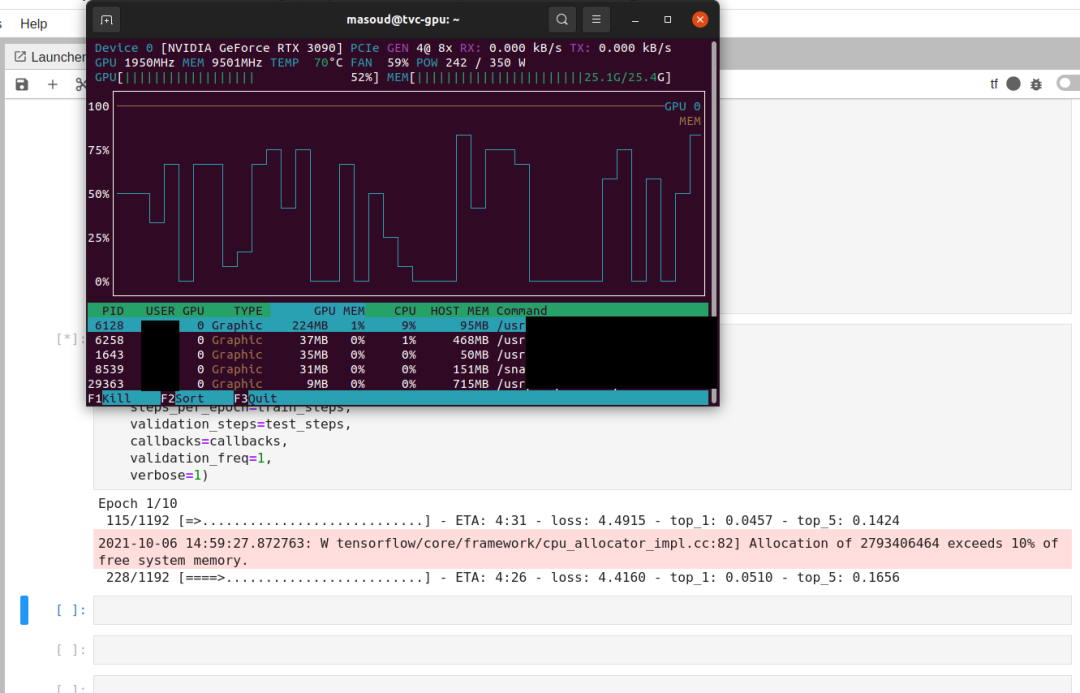 Help
masoud@tvc-gpu: ~
Device 0 [NVIDIA GeForce RTX 3090] PCIe GEN 4@ 8x RX: 0.000 kB/s TX: 0.000 kB/s
GPU 1950MHz MEM 9501MHz TEMP 70°C FAN 59% POW 242 / 350 W
GPU[|||||||||||||||||| 52%] MEM[|||||||||||||||||||||||25.1G/25.4G]
Launcher
tf
100
GPU 0
MEM
75%
50%
25%
0%
PID USER GPU TYPE GPU MEM CPU HOST MEM Command
6128 0 Graphic 224MB 1% 9% 95MB /usr
6258 0 Graphic 37MB 0% 1% 468MB /usr
1643 0 Graphic 35MB 0% 0% 50MB /usr
8539 0 Graphic 31MB 0% 0% 151MB /sna
29363 0 Graphic 9MB 0% 0% 715MB /usr
F1Kill F2Sort F3Quit
[*]:
steps_per_epoch=train_steps,
validation_steps=test_steps,
callbacks=callbacks,
validation_freq=1,
verbose=1)
Epoch 1/10
115/1192 [=>............................] - ETA: 4:31 - loss: 4.4915 - top_1: 0.0457 - top_5: 0.1424
2021-10-06 14:59:27.872763: W tensorflow/core/framework/cpu_allocator_impl.cc:82] Allocation of 2793406464 exceeds 10% of
free system memory.
228/1192 [====>.........................] - ETA: 4:26 - loss: 4.4160 - top_1: 0.0510 - top_5: 0.1656
[ ]:
[ ]:
[ ]: